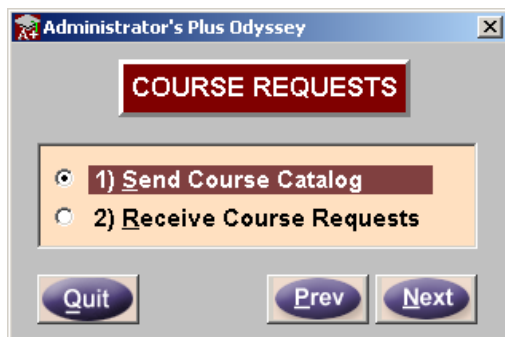 Administrator's Plus Odyssey
COURSE REQUESTS
1) Send Course Catalog
2) Receive Course Requests
Quit Prev Next